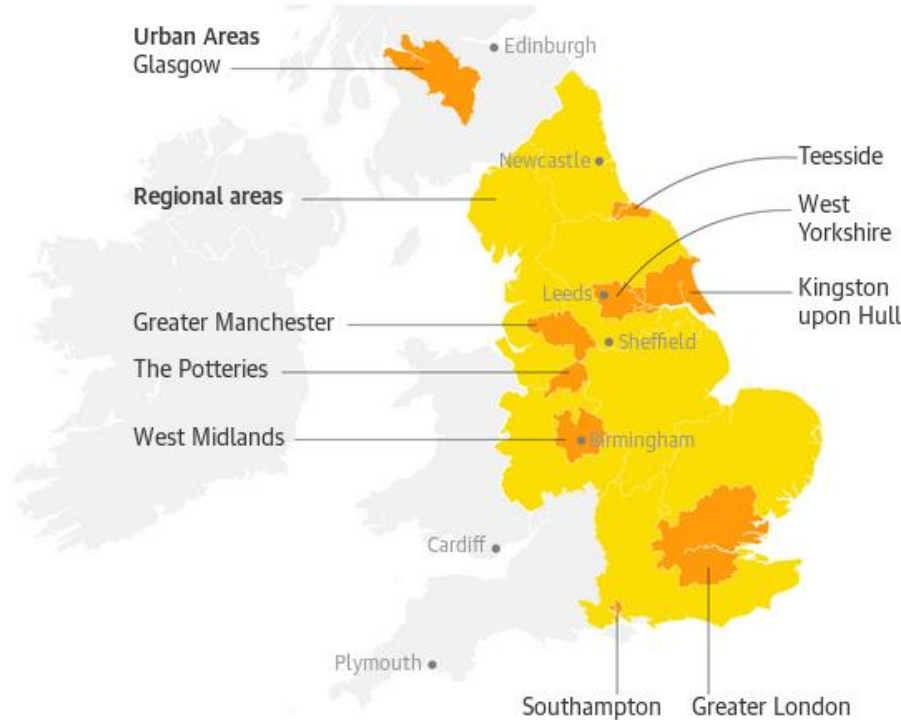 Urban Areas
Glasgow
Edinburgh
Newcastle
Teesside
Regional areas
West
Yorkshire
Leeds
Kingston
upon Hull
Greater Manchester
Sheffield
The Potteries
West Midlands
Birmingham
Cardiff
Plymouth
Southampton
Greater London